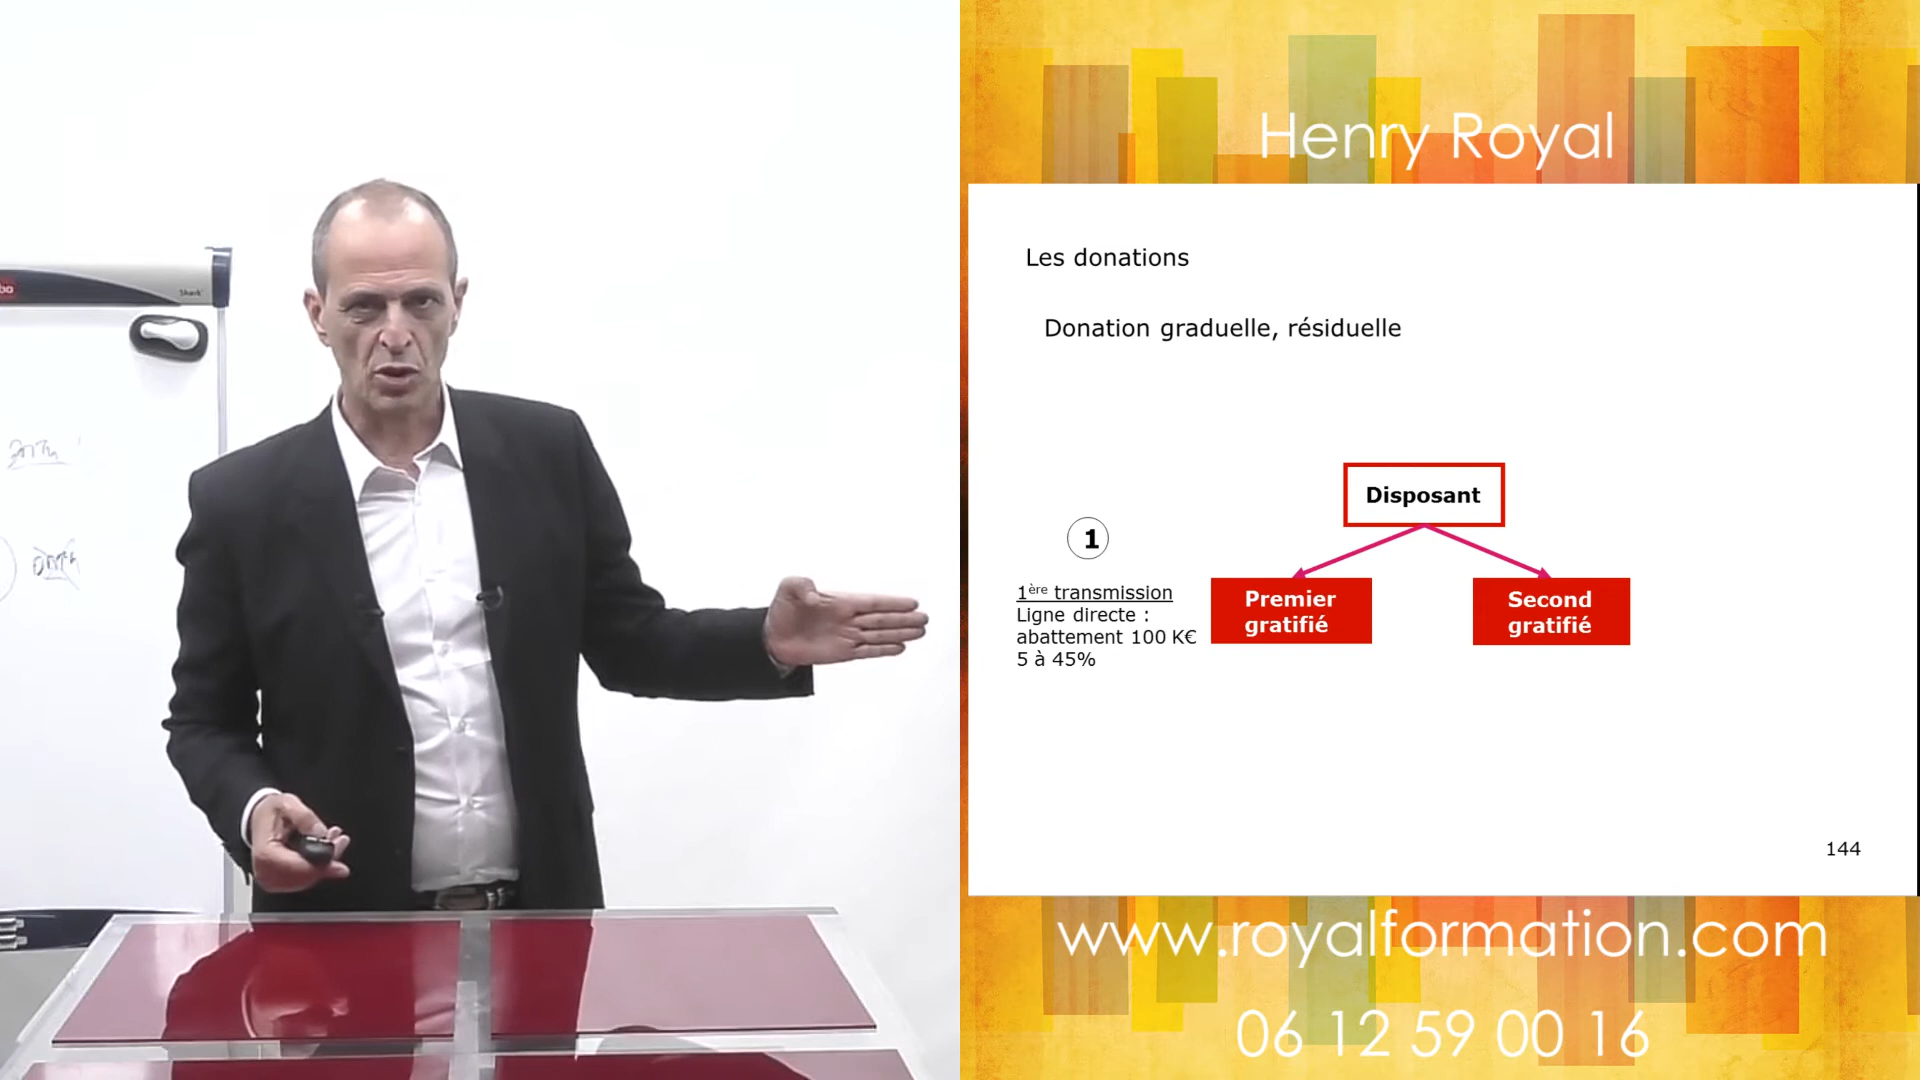 Henry Royal
Les donations
Donation graduelle, résiduelle
Disposant
1
1ère transmission
Ligne directe :
abattement 100 K€
5 à 45%
Premier
gratifié
Second
gratifié
144
www.royalformation.com
06 12 59 00 16